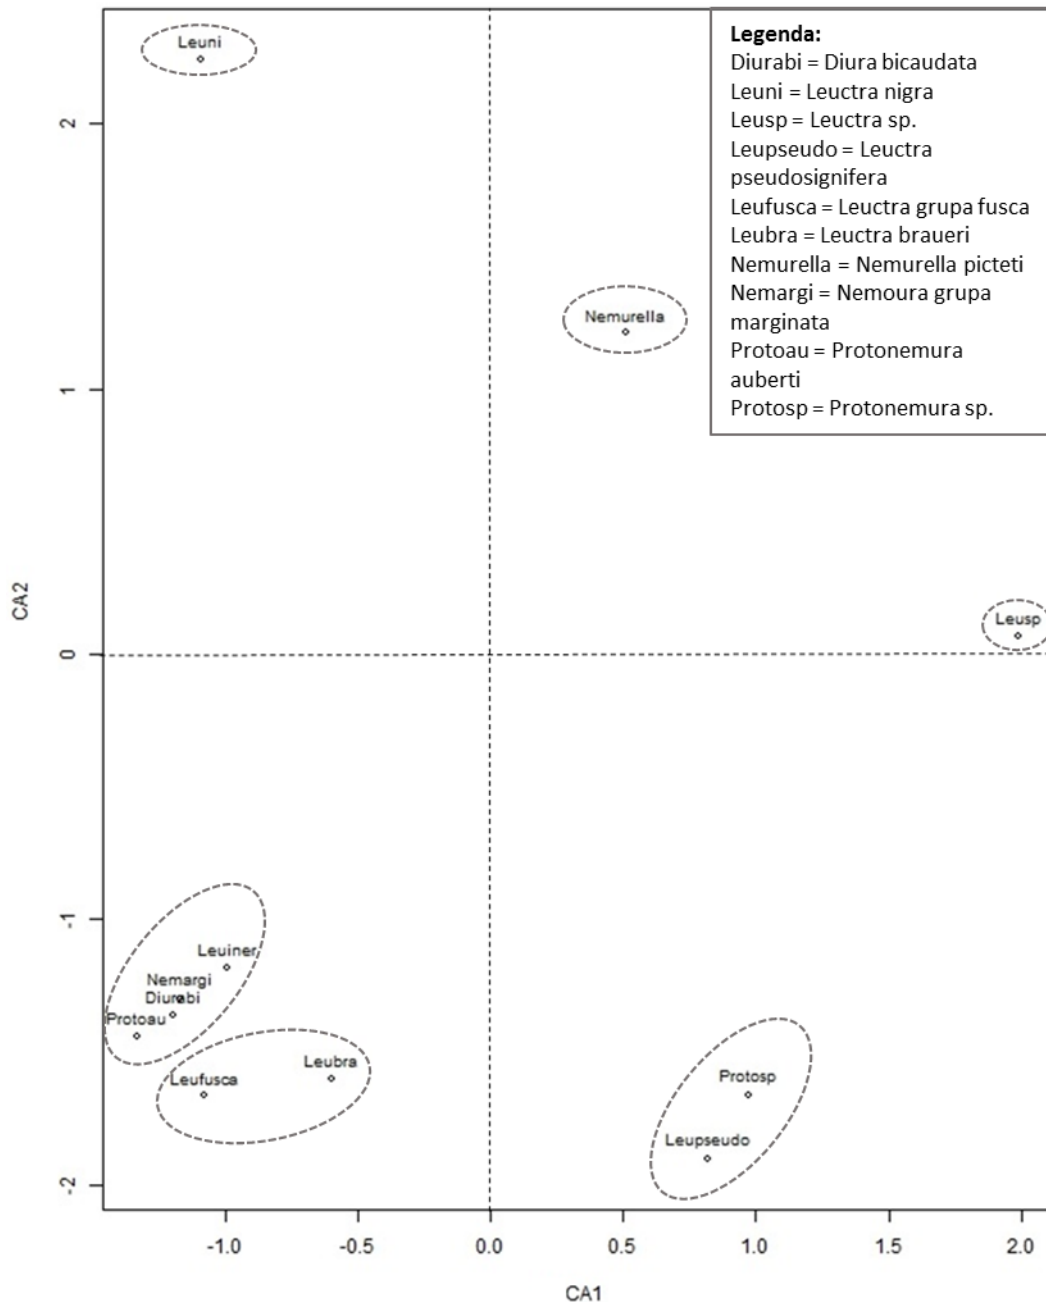 Leuni
Legenda:
Diurabi = Diura bicaudata
Leuni = Leuctra nigra
Leusp = Leuctra sp.
Leupseudo = Leuctra
pseudosignifera
Leufusca = Leuctra grupa fusca
Leubra = Leuctra braueri
Nemurella = Nemurella picteti
Nemargi = Nemoura grupa
marginata
Protoau = Protonemura
auberti
Protosp = Protonemura sp.
2
Nemurella
1
CA2
Leusp
0
-1
Leuiner
Nemargi
Diurabi
Protoau
Leubra
Leufusca
Protosp
Leupseudo
-2
-1.0 -0.5 0.0 0.5 1.0 1.5 2.0
CA1